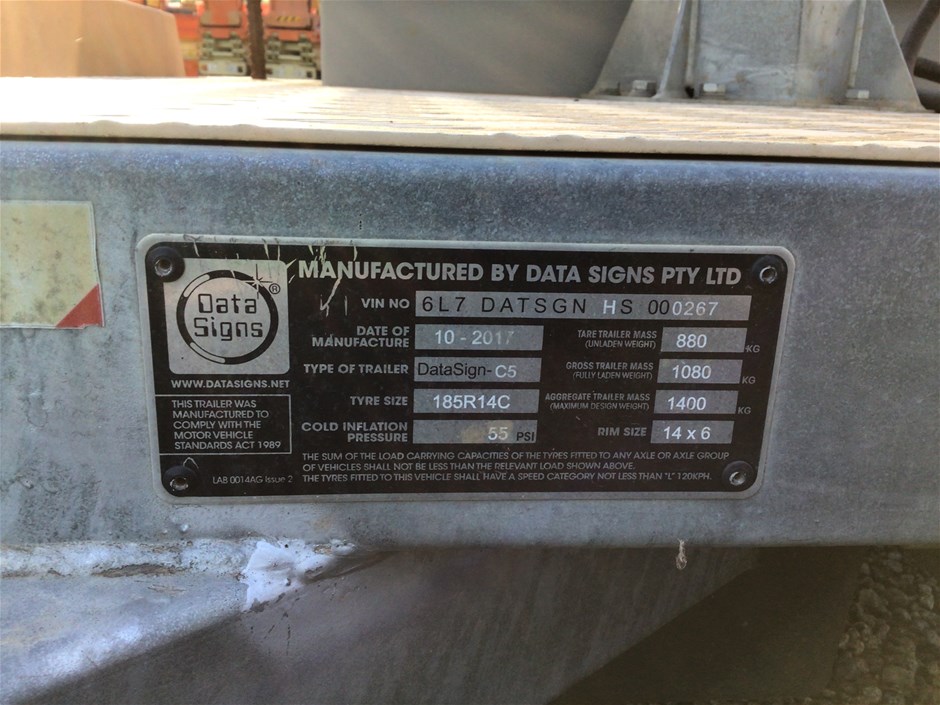 MANUFACTURED BY DATA SIGNS PTY LTD
Data
Signs
®
WWW.DATASIGNS.NET
THIS TRAILER WAS
MANUFACTURED TO
COMPLY WITH THE
MOTOR VEHICLE
STANDARDS ACT 1989
LAB 0014AG Issue 2
VIN NO 6L7 DATSGN HS 000267
DATE OF
MANUFACTURE 10 - 2017
TARE TRAILER MASS
(UNLADEN WEIGHT) 880 KG
TYPE OF TRAILER DataSign-C5
GROSS TRAILER MASS
(FULLY LADEN WEIGHT) 1080 KG
TYRE SIZE 185R14C
AGGREGATE TRAILER MASS
(MAXIMUM DESIGN WEIGHT) 1400 KG
COLD INFLATION
PRESSURE 55 PSI
RIM SIZE 14 x 6
THE SUM OF THE LOAD CARRYING CAPACITIES OF THE TYRES FITTED TO ANY AXLE OR AXLE GROUP
OF VEHICLES SHALL NOT BE LESS THAN THE RELEVANT LOAD SHOWN ABOVE.
THE TYRES FITTED TO THIS VEHICLE SHALL HAVE A SPEED CATEGORY NOT LESS THAN "L" 120KPH.